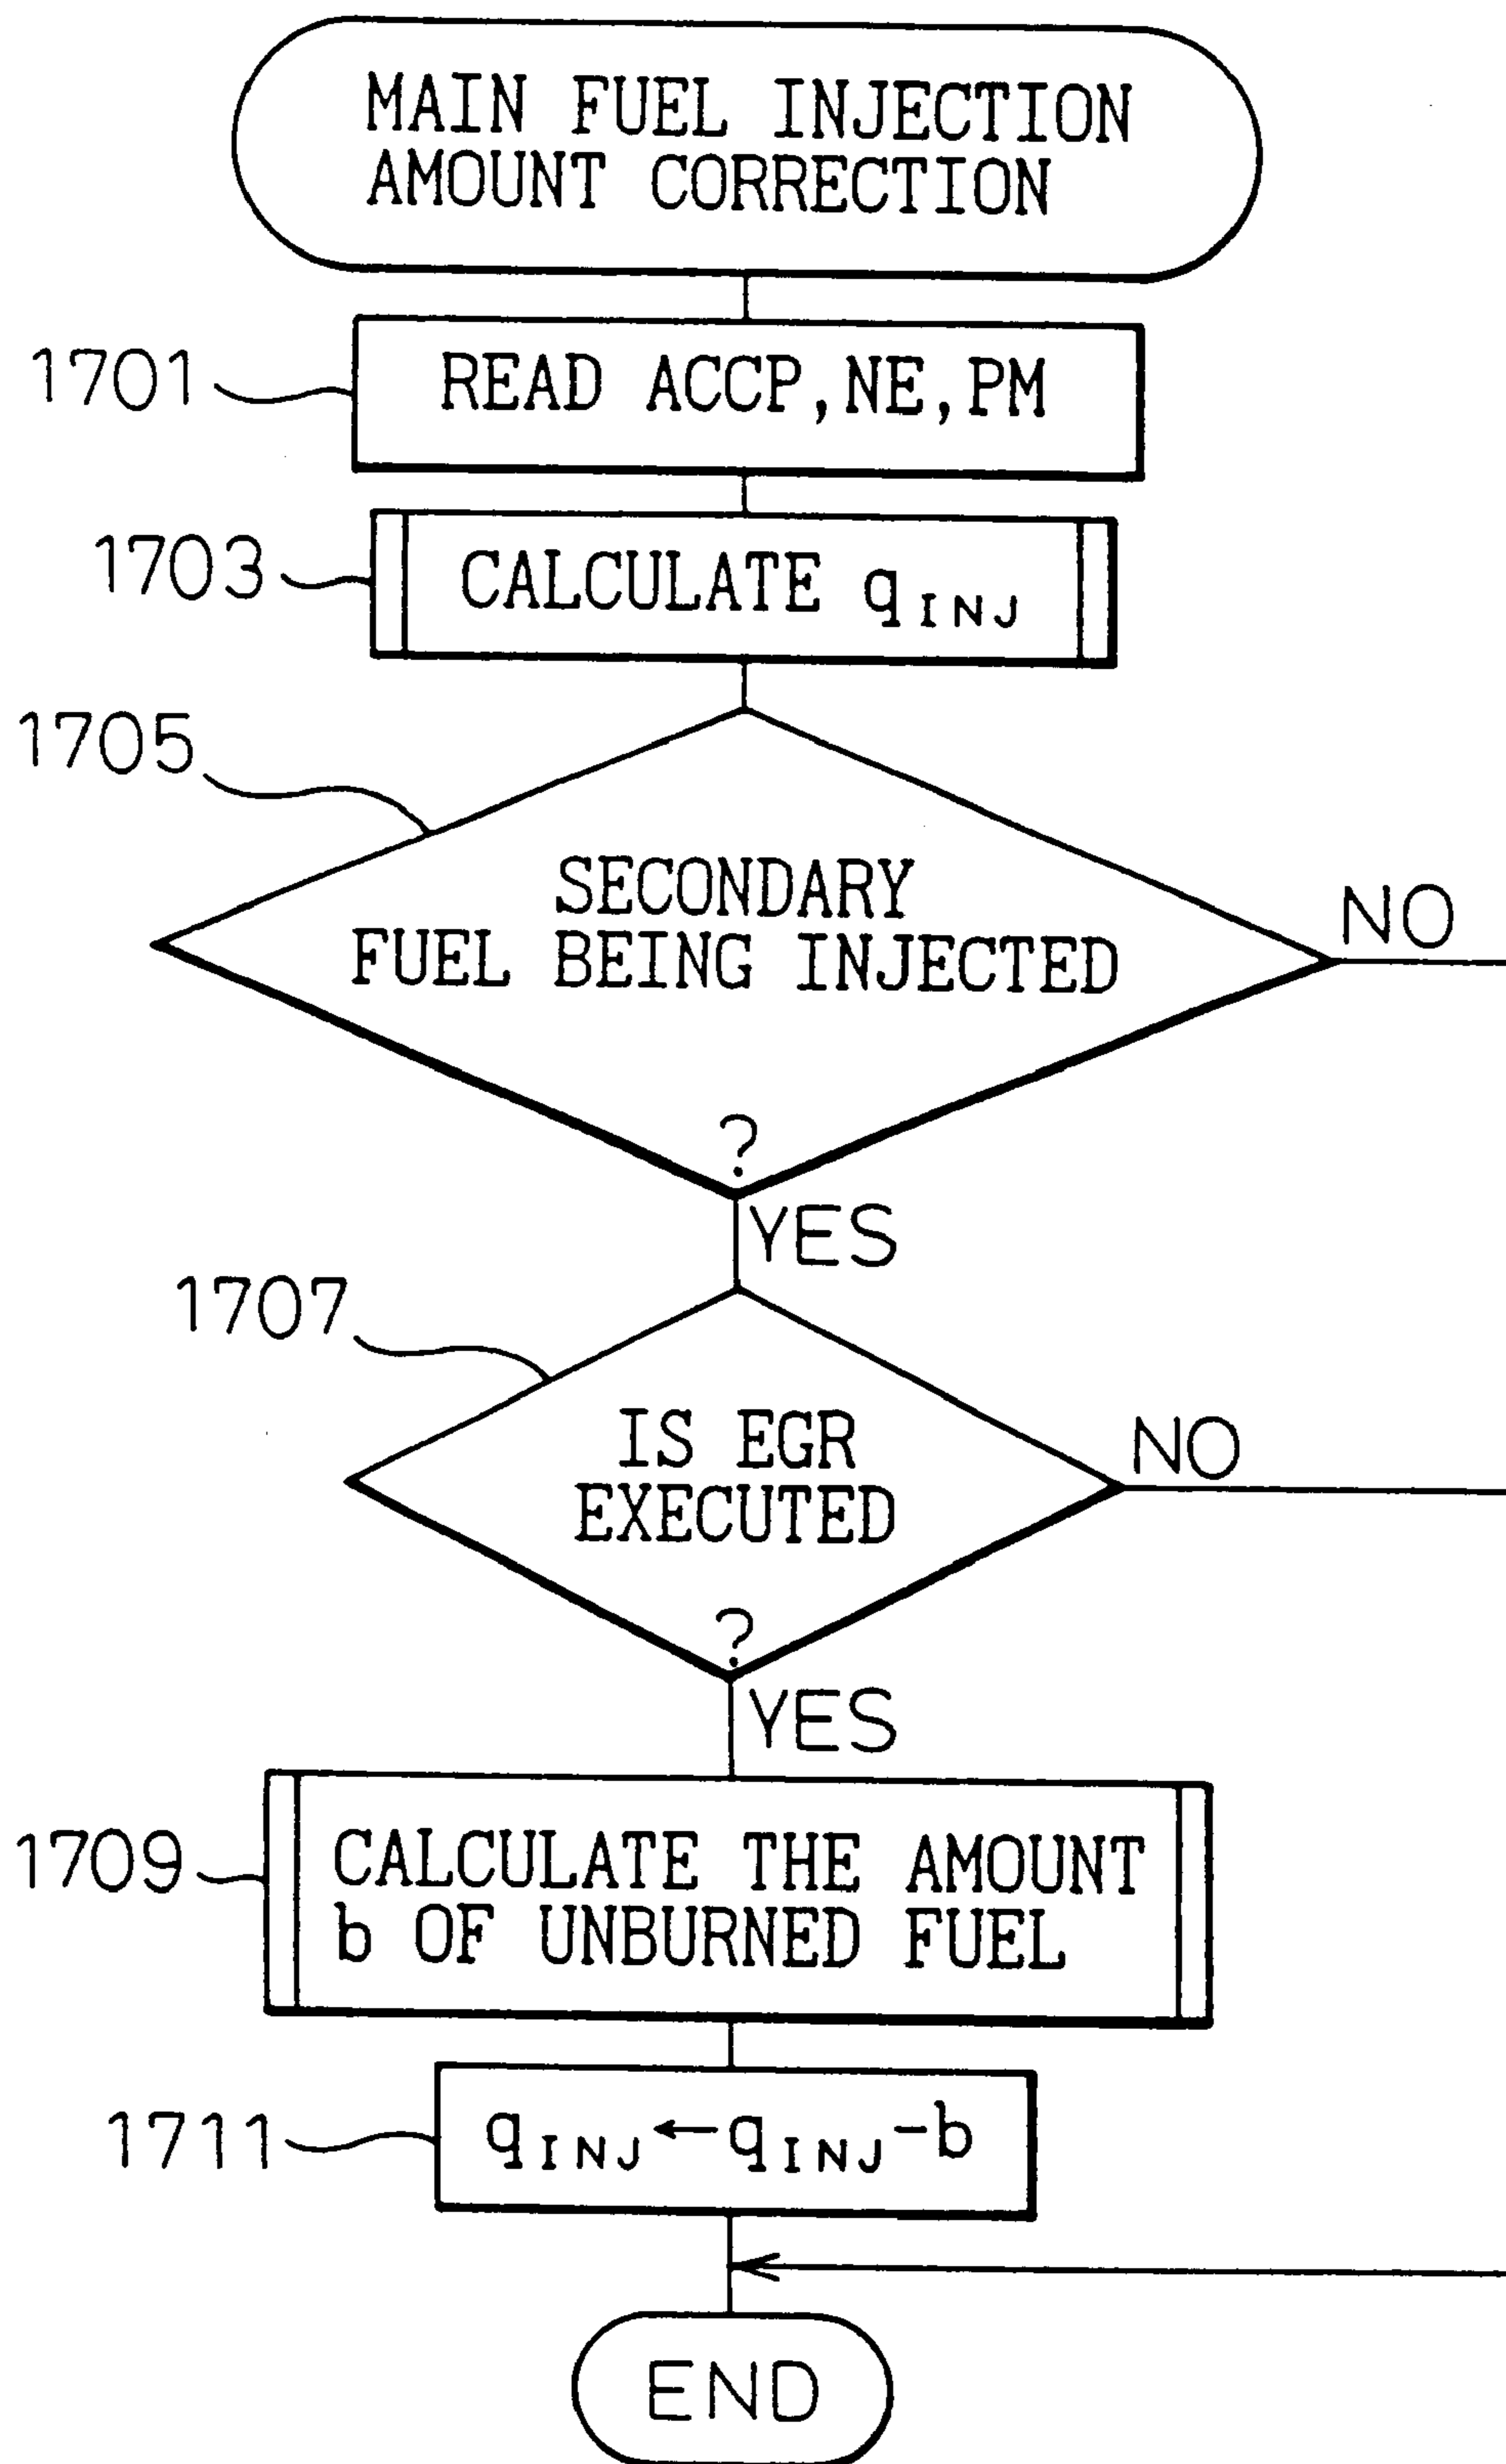 MAIN FUEL INJECTION
AMOUNT CORRECTION
1701
READ ACCP, NE, PM
1703
CALCULATE qINJ
1705
SECONDARY
FUEL BEING INJECTED
?
NO
YES
1707
IS EGR
EXECUTED
?
NO
YES
1709
CALCULATE THE AMOUNT
b OF UNBURNED FUEL
1711
qINJ←qINJ-b
END